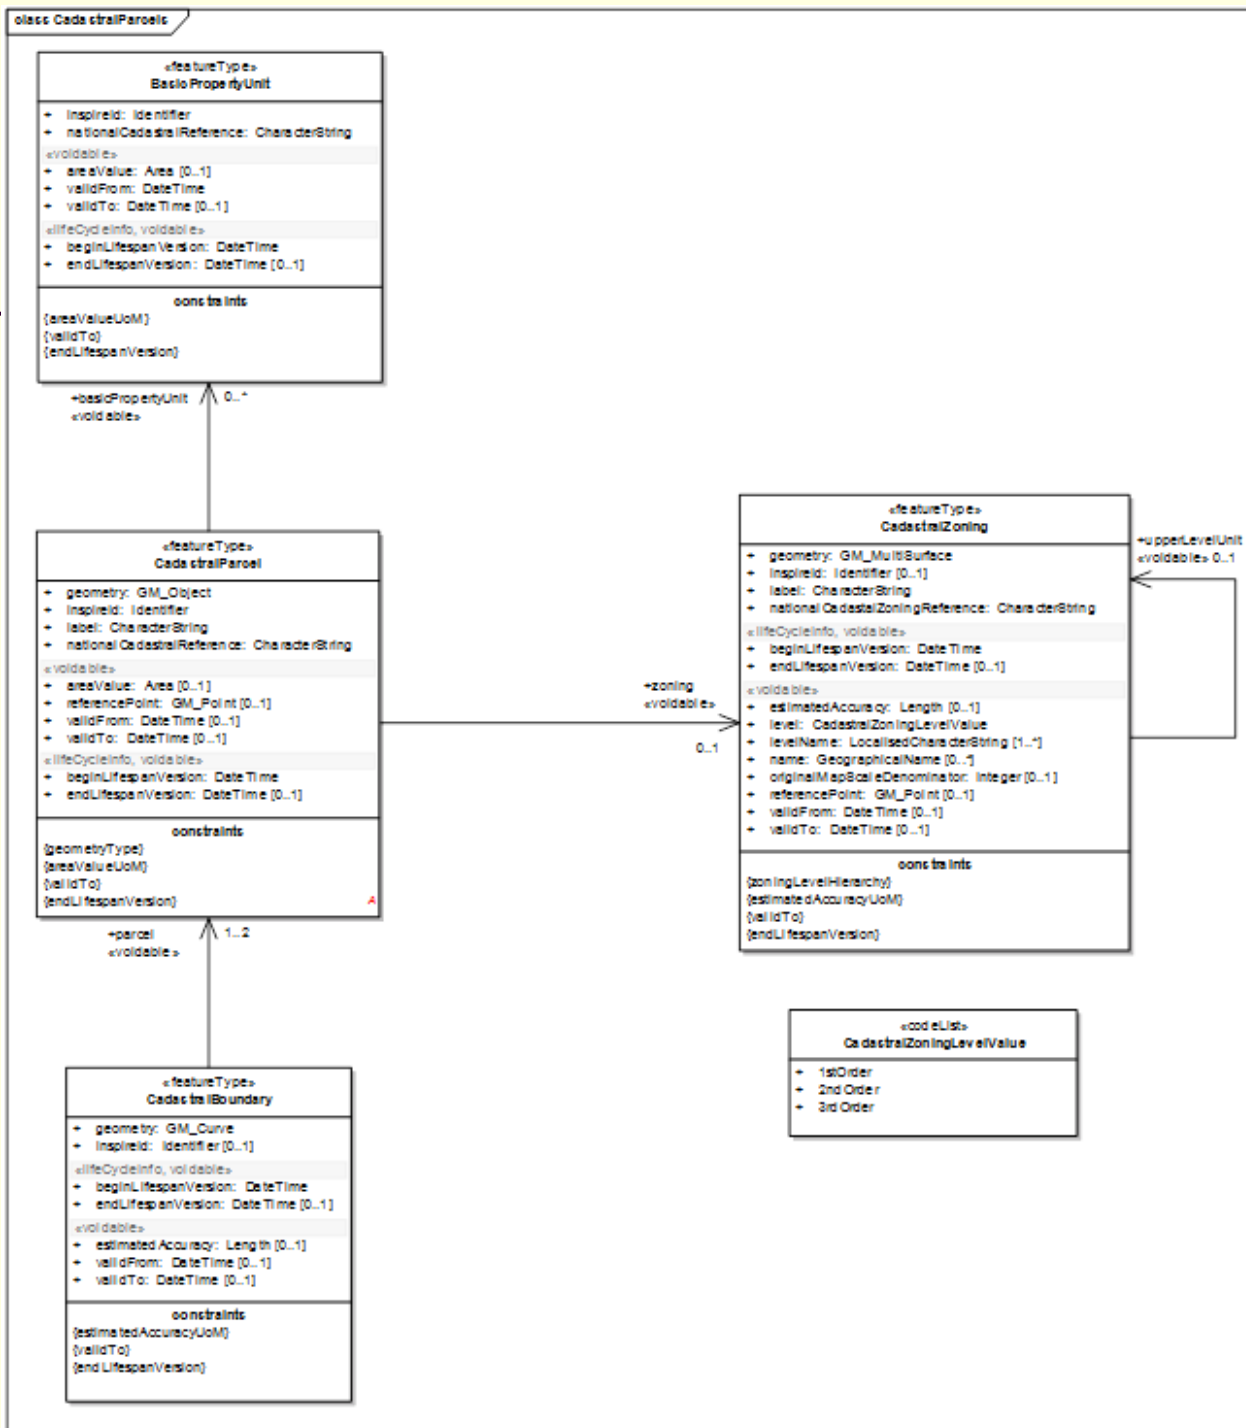 class CadastralParcels
«featureType»
BasicPropertyUnit
+ inspireId: Identifier
+ nationalCadastralReference: CharacterString
«voidable»
+ areaValue: Area [0..1]
+ validFrom: DateTime
+ validTo: DateTime [0..1]
«lifeCycleInfo, voidable»
+ beginLifespanVersion: DateTime
+ endLifespanVersion: DateTime [0..1]
constraints
{areaValueUoM}
{validTo}
{endLifespanVersion}
+basicPropertyUnit
«voidable»
0..*
«featureType»
CadastralParcel
+ geometry: GM_Object
+ inspireId: Identifier
+ label: CharacterString
+ nationalCadastralReference: CharacterString
«voidable»
+ areaValue: Area [0..1]
+ referencePoint: GM_Point [0..1]
+ validFrom: DateTime [0..1]
+ validTo: DateTime [0..1]
«lifeCycleInfo, voidable»
+ beginLifespanVersion: DateTime
+ endLifespanVersion: DateTime [0..1]
constraints
{geometryType}
{areaValueUoM}
{validTo}
{endLifespanVersion}
A
+zoning
«voidable»
0..1
«featureType»
CadastralZoning
+ geometry: GM_MultiSurface
+ inspireId: Identifier [0..1]
+ label: CharacterString
+ nationalCadastalZoningReference: CharacterString
«lifeCycleInfo, voidable»
+ beginLifespanVersion: DateTime
+ endLifespanVersion: DateTime [0..1]
«voidable»
+ estimatedAccuracy: Length [0..1]
+ level: CadastralZoningLevelValue
+ levelName: LocalisedCharacterString [1..*]
+ name: GeographicalName [0..*]
+ originalMapScaleDenominator: Integer [0..1]
+ referencePoint: GM_Point [0..1]
+ validFrom: DateTime [0..1]
+ validTo: DateTime [0..1]
constraints
{zoningLevelHierarchy}
{estimatedAccuracyUoM}
{validTo}
{endLifespanVersion}
+upperLevelUnit
«voidable» 0..1
+parcel
«voidable»
1..2
«featureType»
CadastralBoundary
+ geometry: GM_Curve
+ inspireId: Identifier [0..1]
«lifeCycleInfo, voidable»
+ beginLifespanVersion: DateTime
+ endLifespanVersion: DateTime [0..1]
«voidable»
+ estimatedAccuracy: Length [0..1]
+ validFrom: DateTime [0..1]
+ validTo: DateTime [0..1]
constraints
{estimatedAccuracyUoM}
{validTo}
{endLifespanVersion}
«codeList»
CadastralZoningLevelValue
+ 1stOrder
+ 2ndOrder
+ 3rdOrder